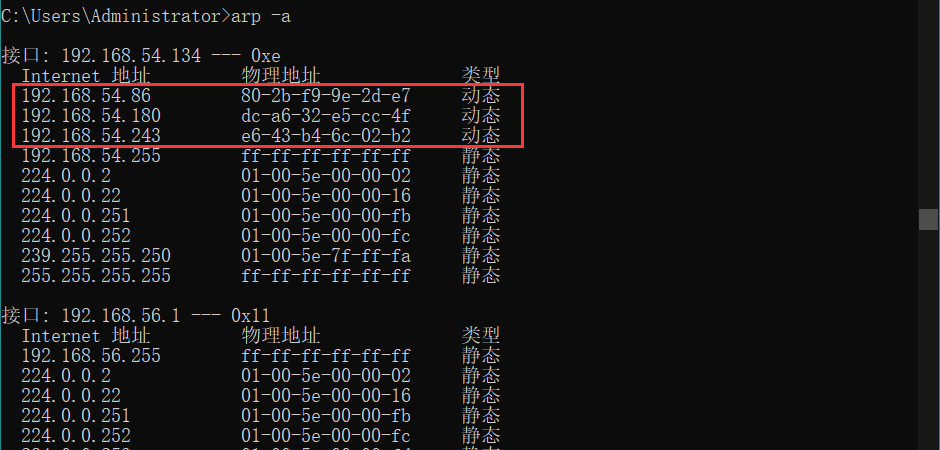 C:\Users\Administrator>arp -a
接口: 192.168.54.134 --- 0xe
Internet 地址 物理地址 类型
192.168.54.86 80-2b-f9-9e-2d-e7 动态
192.168.54.180 dc-a6-32-e5-cc-4f 动态
192.168.54.243 e6-43-b4-6c-02-b2 动态
192.168.54.255 ff-ff-ff-ff-ff-ff 静态
224.0.0.2 01-00-5e-00-00-02 静态
224.0.0.22 01-00-5e-00-00-16 静态
224.0.0.251 01-00-5e-00-00-fb 静态
224.0.0.252 01-00-5e-00-00-fc 静态
239.255.255.250 01-00-5e-7f-ff-fa 静态
255.255.255.255 ff-ff-ff-ff-ff-ff 静态
接口: 192.168.56.1 --- 0x11
Internet 地址 物理地址 类型
192.168.56.255 ff-ff-ff-ff-ff-ff 静态
224.0.0.2 01-00-5e-00-00-02 静态
224.0.0.22 01-00-5e-00-00-16 静态
224.0.0.251 01-00-5e-00-00-fb 静态
224.0.0.252 01-00-5e-00-00-fc 静态